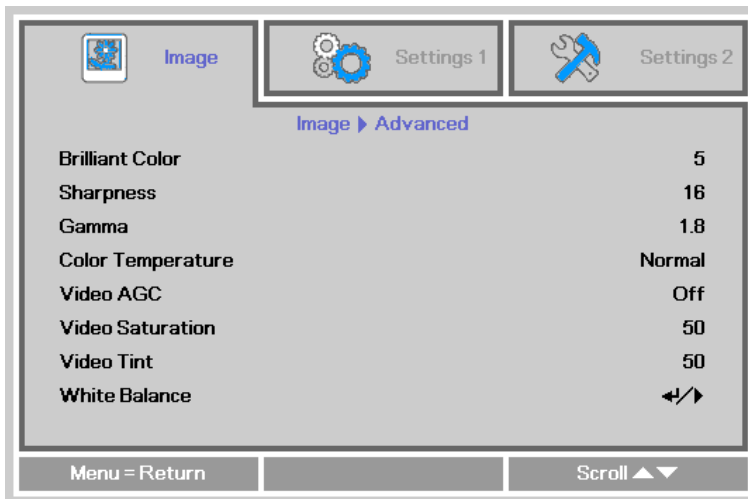 Image Settings 1 Settings 2
Image ▶ Advanced
Brilliant Color 5
Sharpness 16
Gamma 1.8
Color Temperature Normal
Video AGC Off
Video Saturation 50
Video Tint 50
White Balance ↵/▶
Menu = Return Scroll ▲▼